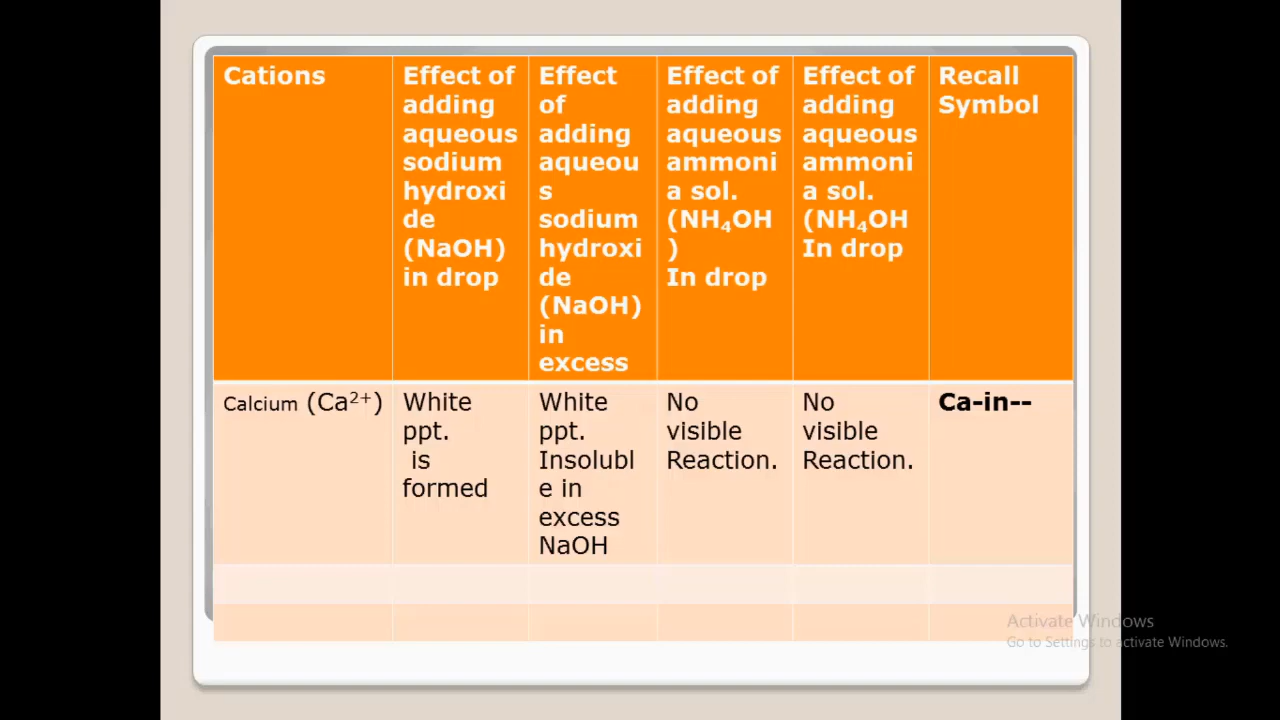 Cations
Effect of
adding
aqueous
sodium
hydroxi
de
(NaOH)
in drop
Effect
of
adding
aqueou
s
sodium
hydroxi
de
(NaOH)
in
excess
Effect of
adding
aqueous
ammoni
a sol.
(NH₄OH
)
In drop
Effect of
adding
aqueous
ammoni
a sol.
(NH₄OH
In drop
Recall
Symbol
Calcium (Ca²⁺)
White
ppt.
is
formed
White
ppt.
Insolubl
e in
excess
NaOH
No
visible
Reaction.
No
visible
Reaction.
Ca-in--
Activate Windows
Go to Settings to activate Windows.